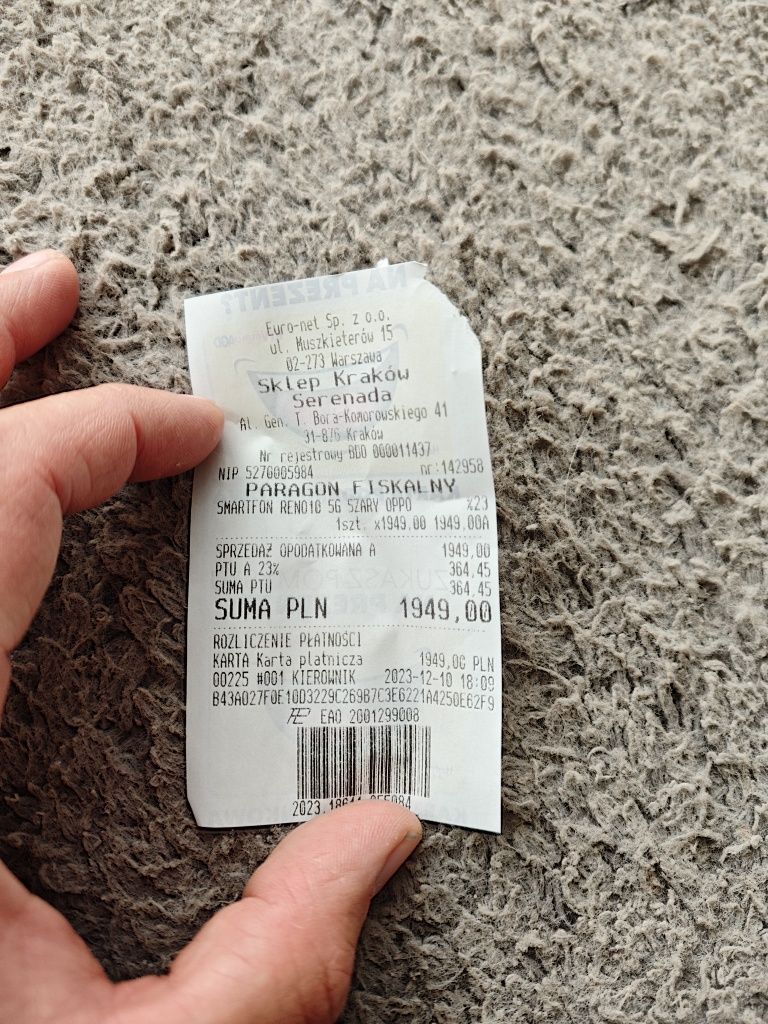 NA PREZENT?
Euro-net Sp. z o.o.
ul. Muszkieterów 15
02-273 Warszawa
Sklep Kraków
Serenada
Al. Gen. T. Bora-Komorowskiego 41
31-876 Kraków
Nr rejestrowy BDO 000011437
NIP 5270005984 nr:142958
PARAGON FISKALNY
SMARTFON RENO10 5G SZARY OPPO %23
1szt. x1949,00 1949,00A
SPRZEDAŻ OPODATKOWANA A 1949,00
PTU A 23% 364,45
SUMA PTU 364,45
SUMA PLN 1949,00
ROZLICZENIE PŁATNOŚCI
KARTA Karta płatnicza 1949,00 PLN
00225 #001 KIEROWNIK 2023-12-10 18:09
B43A027F0E10D3229C269B7C3E6221A4250E62F9
EAO 2001299008